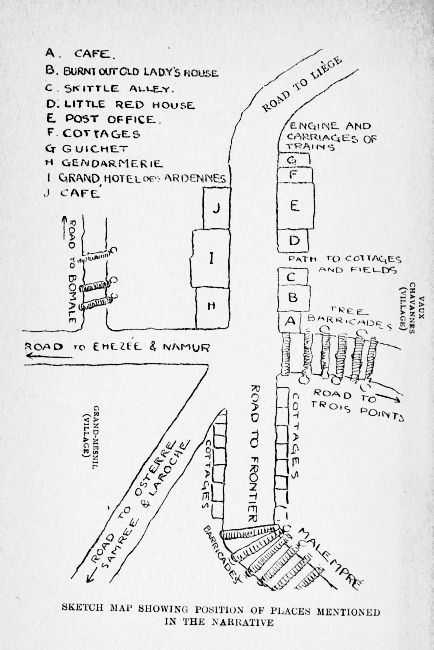 A. CAFE.
B. BURNT OUT OLD LADY'S HOUSE
C. SKITTLE ALLEY.
D. LITTLE RED HOUSE
E POST OFFICE.
F. COTTAGES
G GUICHET
H GENDARMERIE
I GRAND HOTEL DES ARDENNES
J CAFÉ
ROAD TO LIÈGE
ENGINE AND
CARRIAGES OF
TRAINS
G
F
E
D
J
I
H
PATH TO COTTAGES
AND FIELDS
C
B
A
ROAD TO BOMALE
TREE
BARRICADES
VAUX
CHAVANNES
(VILLAGE)
ROAD TO EHEZÉE & NAMUR
ROAD TO
TROIS POINTS
GRAND-MESNIL
(VILLAGE)
ROAD TO OSTERRE
SAMREE & LAROCHE
COTTAGES
ROAD TO FRONTIER
COTTAGES
BARRICADES
MALEMPRÉ
SKETCH MAP SHOWING POSITION OF PLACES MENTIONED
IN THE NARRATIVE